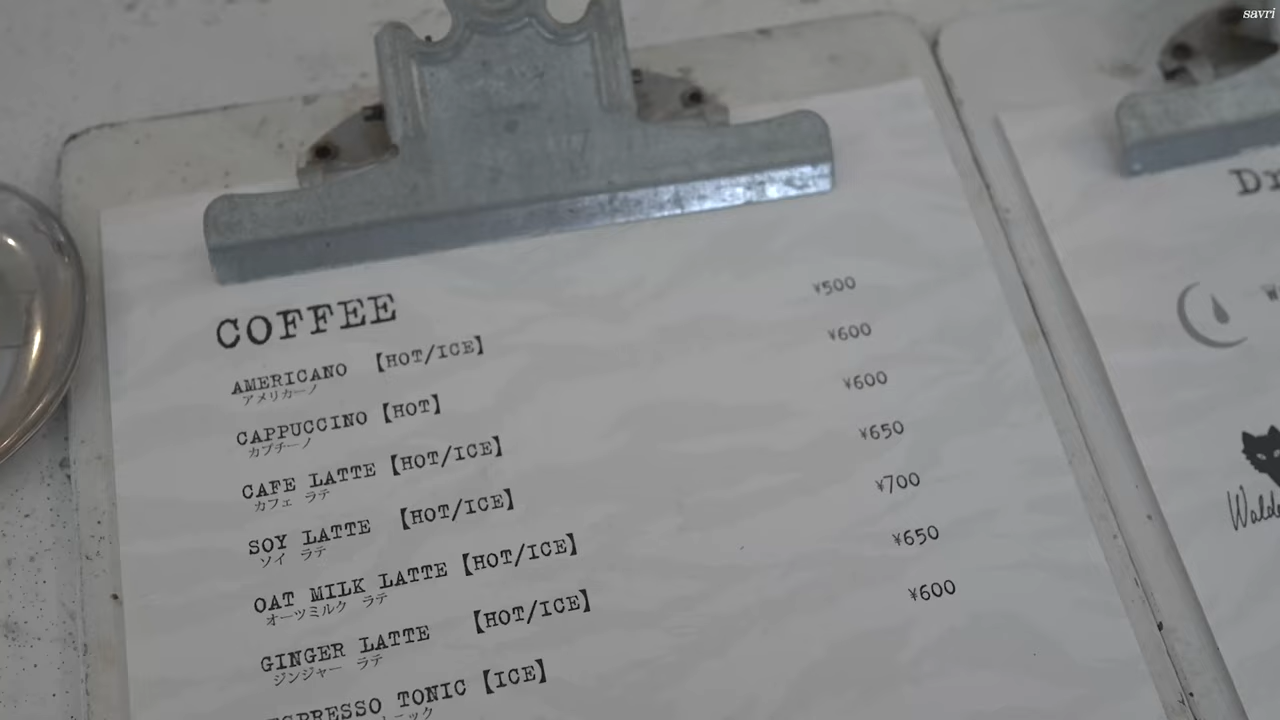 savri
COFFEE
AMERICANO 【HOT/ICE】 ¥500
アメリカーノ
CAPPUCCINO【HOT】 ¥600
カプチーノ
CAFE LATTE【HOT/ICE】 ¥600
カフェ ラテ
SOY LATTE 【HOT/ICE】 ¥650
ソイ ラテ
OAT MILK LATTE【HOT/ICE】 ¥700
オーツミルク ラテ
GINGER LATTE 【HOT/ICE】 ¥650
ジンジャー ラテ
ESPRESSO TONIC【ICE】 ¥600